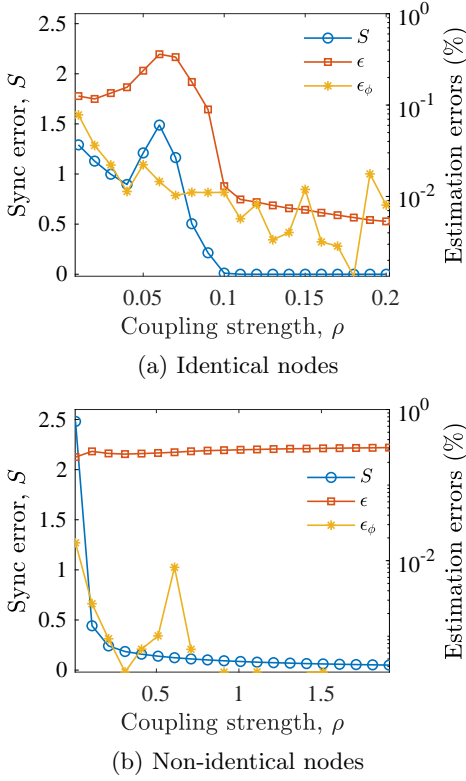 10^0
2.5
S
ϵ
ϵ_ϕ
2
10^-1
1.5
1
10^-2
0.5
0
0.05
0.1
0.15
0.2
Sync error, S
Estimation errors (%)
Coupling strength, ρ
(a) Identical nodes
10^0
2.5
2
S
ϵ
ϵ_ϕ
1.5
10^-2
1
0.5
0
0.5
1
1.5
Sync error, S
Estimation errors (%)
Coupling strength, ρ
(b) Non-identical nodes